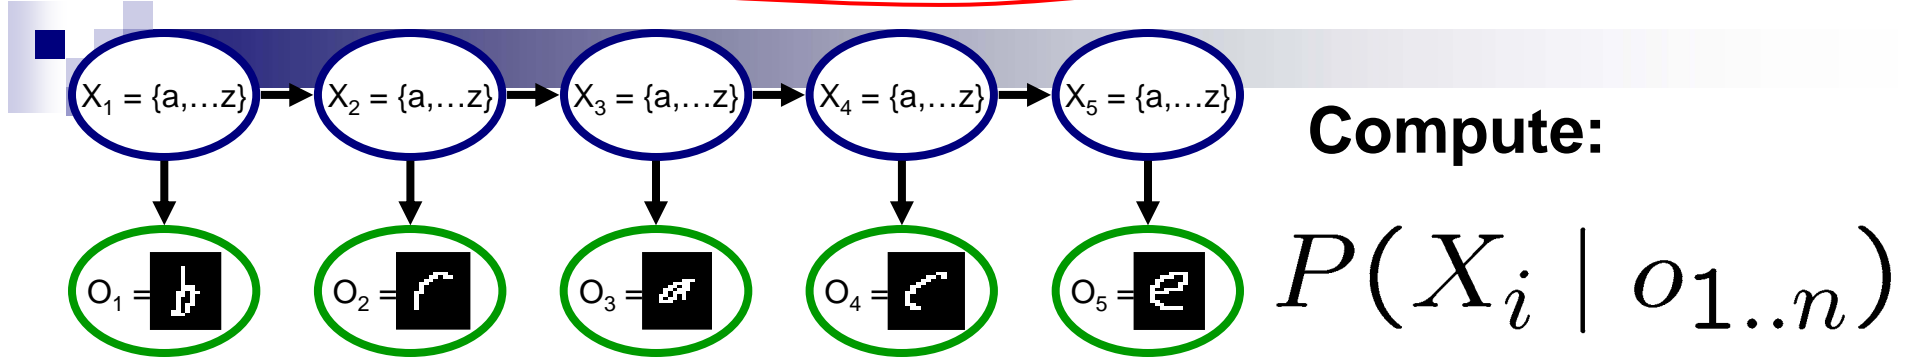 X₁ = {a,…z} X₂ = {a,…z} X₃ = {a,…z} X₄ = {a,…z} X₅ = {a,…z}
Compute:
P(Xᵢ | o₁..ₙ)
O₁ = b O₂ = r O₃ = a O₄ = c O₅ = e